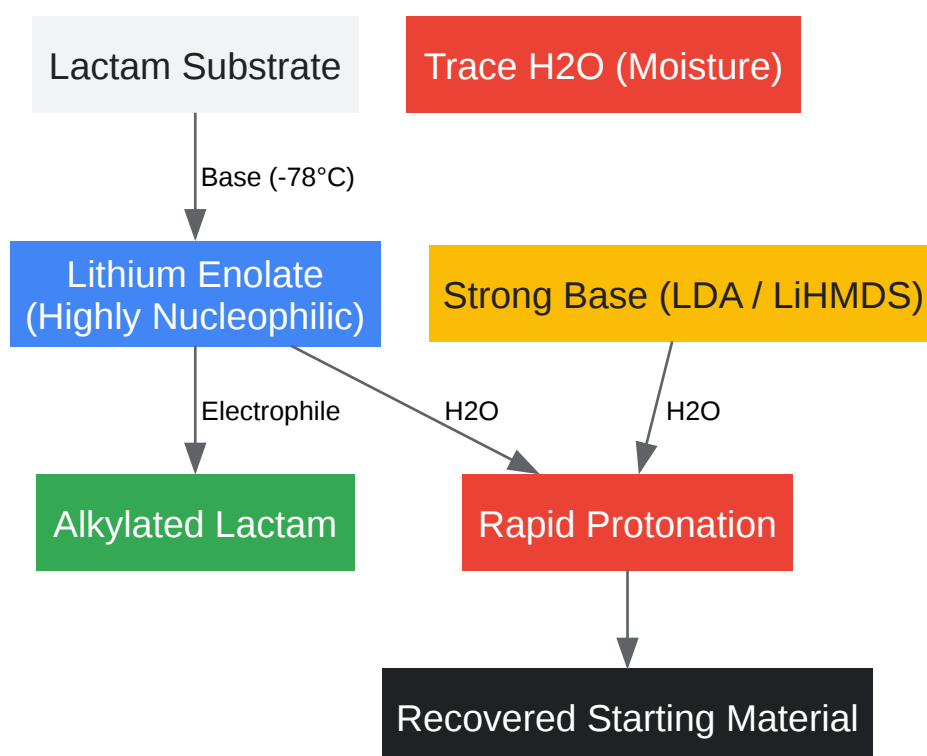 Lactam Substrate
Trace H2O (Moisture)
Base (-78°C)
Lithium Enolate
(Highly Nucleophilic)
Strong Base (LDA / LiHMDS)
Electrophile
H2O
H2O
Alkylated Lactam
Rapid Protonation
Recovered Starting Material